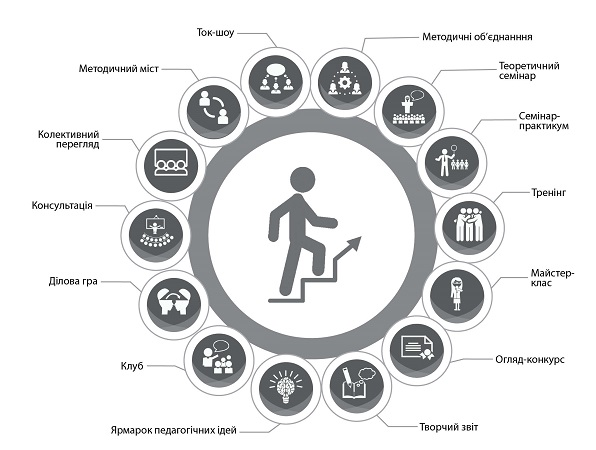 Ток-шоу
Методичні об'єднанння
Методичний міст
Теоретичний
семінар
Колективний
перегляд
Семінар-
практикум
Консультація
Тренінг
Ділова гра
Майстер-
клас
Клуб
Огляд-конкурс
Ярмарок педагогічних ідей
Творчий звіт